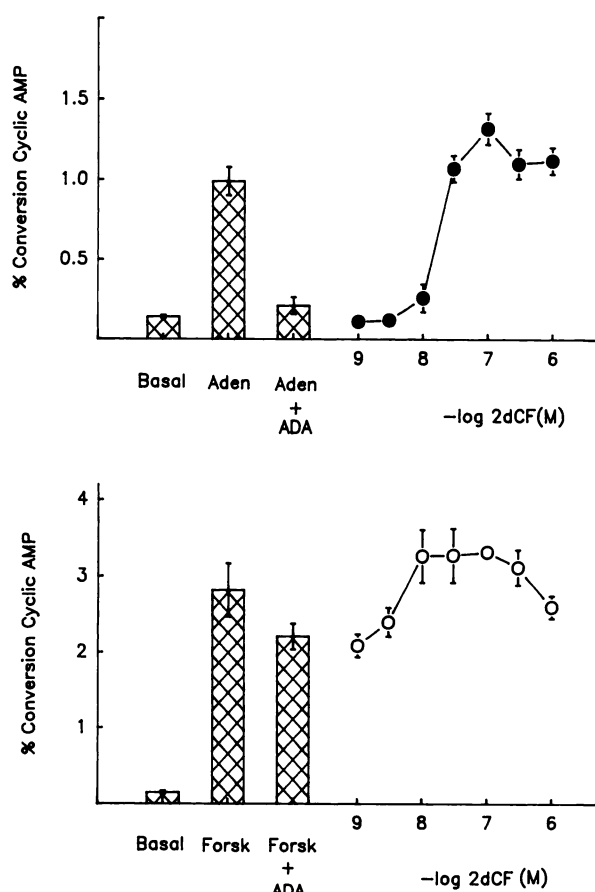 % Conversion Cyclic AMP
1.5
1.0
0.5
9 8 7 6
Basal Aden Aden
+
ADA
-log 2dCF(M)
% Conversion Cyclic AMP
4
3
2
1
9 8 7 6
Basal Forsk Forsk
+
ADA
-log 2dCF (M)